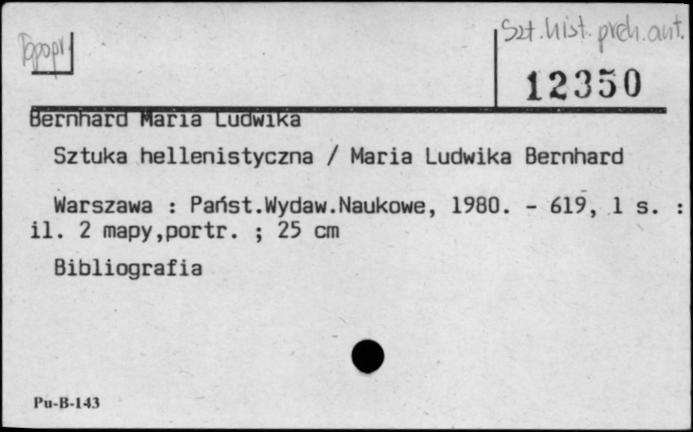 Szt. hist. preh. ant.
popr.
12350
Bernhard Maria Ludwika
Sztuka hellenistyczna / Maria Ludwika Bernhard
Warszawa : Państ.Wydaw.Naukowe, 1980. - 619, 1 s. :
il. 2 mapy,portr. ; 25 cm
Bibliografia
Pu-B-143